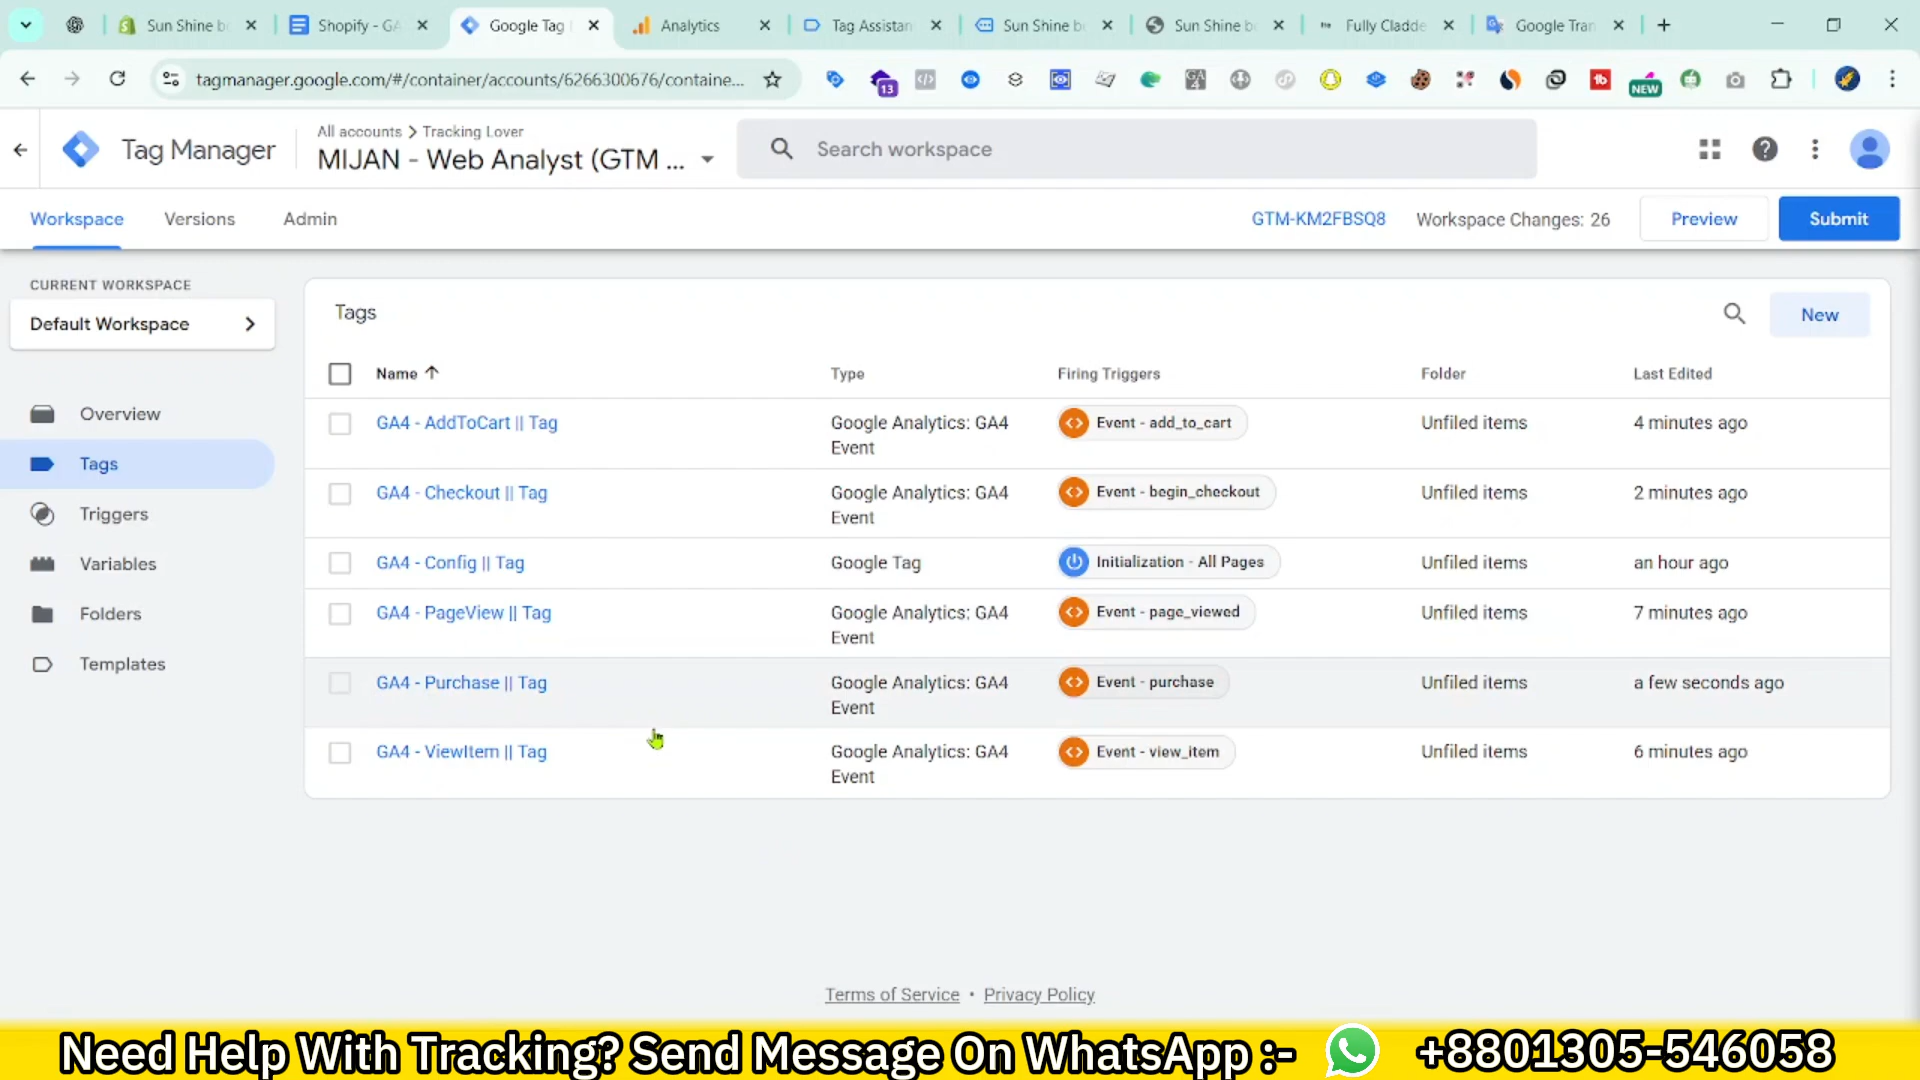 Sun Shine b
Shopify - GA
Google Tag
Analytics
Tag Assistan
Sun Shine b
Sun Shine b
Fully Cladde
Google Tran
tagmanager.google.com/#/container/accounts/6266300676/containe...
13
NEW
Tag Manager
All accounts > Tracking Lover
MIJAN - Web Analyst (GTM ...
Search workspace
Workspace
Versions
Admin
GTM-KM2FBSQ8
Workspace Changes: 26
Preview
Submit
CURRENT WORKSPACE
Default Workspace
Overview
Tags
Triggers
Variables
Folders
Templates
Tags
New
Name Type Firing Triggers Folder Last Edited
GA4 - AddToCart || Tag Google Analytics: GA4 Event - add_to_cart Unfiled items 4 minutes ago
Event
GA4 - Checkout || Tag Google Analytics: GA4 Event - begin_checkout Unfiled items 2 minutes ago
Event
GA4 - Config || Tag Google Tag Initialization - All Pages Unfiled items an hour ago
GA4 - PageView || Tag Google Analytics: GA4 Event - page_viewed Unfiled items 7 minutes ago
Event
GA4 - Purchase || Tag Google Analytics: GA4 Event - purchase Unfiled items a few seconds ago
Event
GA4 - ViewItem || Tag Google Analytics: GA4 Event - view_item Unfiled items 6 minutes ago
Event
Terms of Service • Privacy Policy
Need Help With Tracking? Send Message On WhatsApp :- +8801305-546058